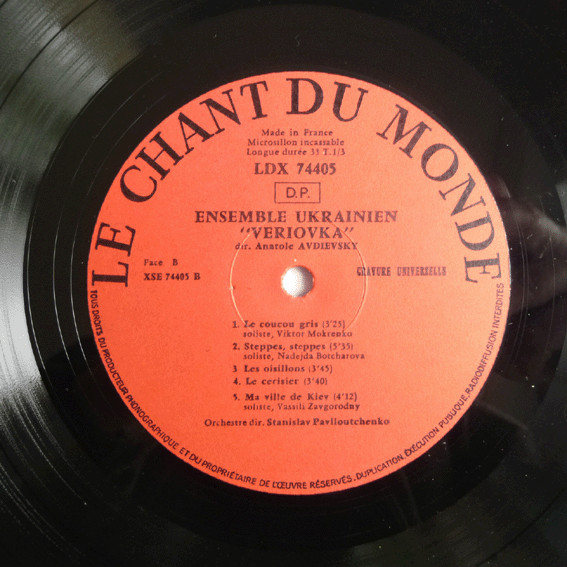 LE CHANT DU MONDE
Made in France
Microsillon incassable
Longue durée 33 T.1/3
LDX 74405
D.P.
ENSEMBLE UKRAINIEN
"VERIOVKA"
dir. Anatole AVDIEVSKY
Face B
XSE 74405 B
GRAVURE UNIVERSELLE
1. Le coucou gris (3'25)
soliste, Viktor Mokrenko
2. Steppes, steppes (5'35)
soliste, Nadejda Botcharova
3. Les oisillons (3'45)
4. Le cerisier (3'40)
5. Ma ville de Kiev (4'12)
soliste, Vassili Zavgorodny
Orchestre dir. Stanislav Pavlioutchenko
TOUS DROITS DU PRODUCTEUR PHONOGRAPHIQUE ET DU PROPRIÉTAIRE DE L'ŒUVRE RÉSERVÉS. DUPLICATION, EXÉCUTION PUBLIQUE, RADIODIFFUSION INTERDITES